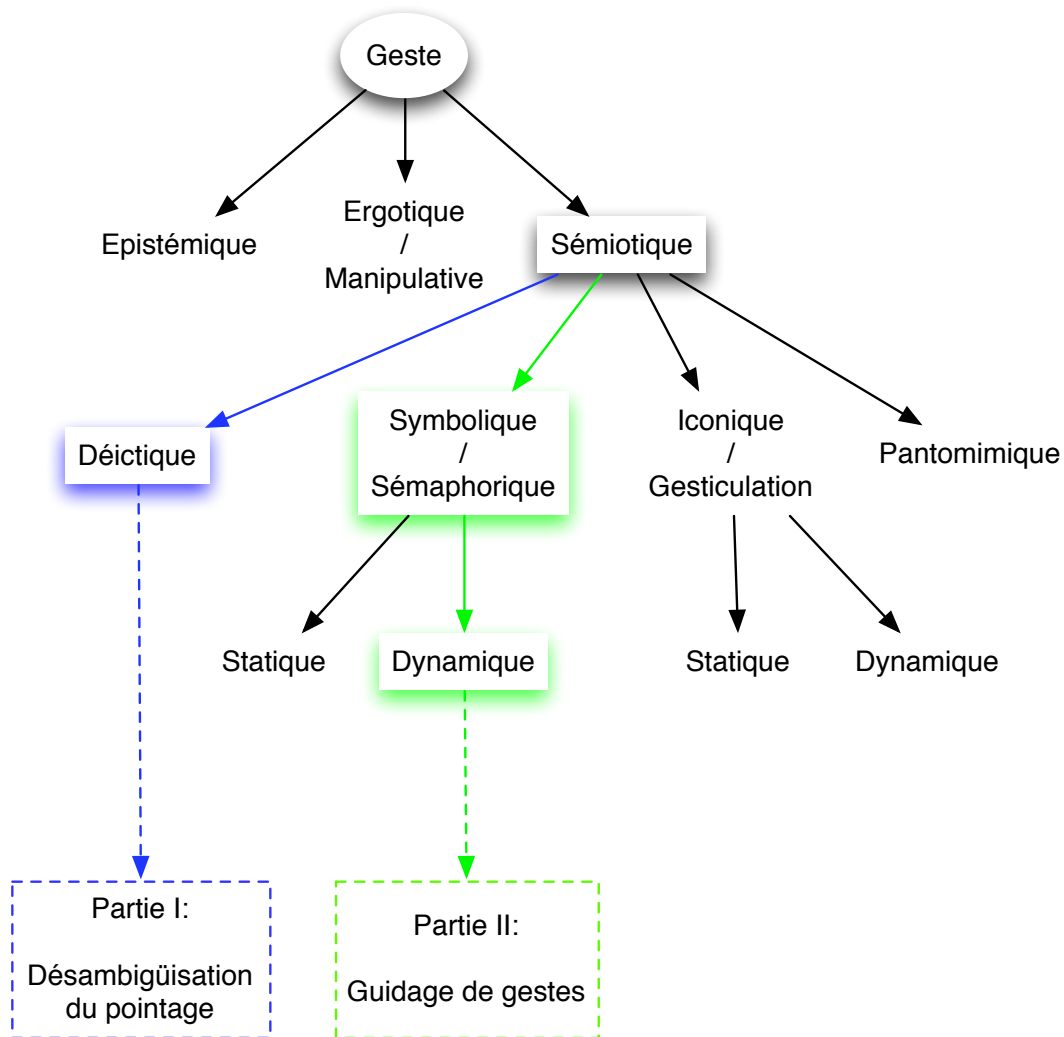 Geste
Epistémique
Ergotique
/
Manipulative
Sémiotique
Déictique
Symbolique
/
Sémaphorique
Iconique
/
Gesticulation
Pantomimique
Statique
Dynamique
Statique
Dynamique
Partie I:
Désambigüisation
du pointage
Partie II:
Guidage de gestes